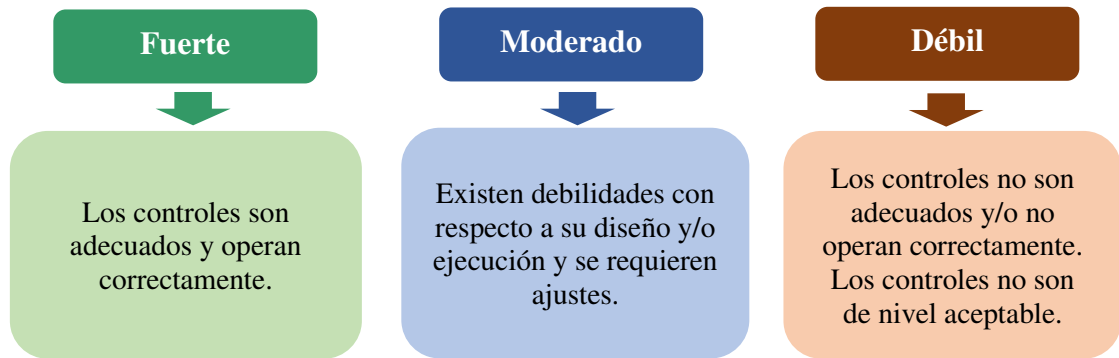 Fuerte
Los controles son
adecuados y operan
correctamente.
Moderado
Existen debilidades con
respecto a su diseño y/o
ejecución y se requieren
ajustes.
Débil
Los controles no son
adecuados y/o no
operan correctamente.
Los controles no son
de nivel aceptable.